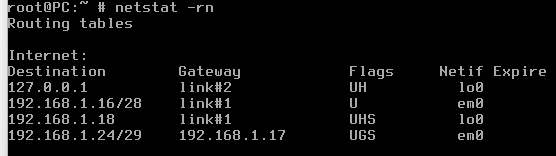 root@PC:~ # netstat -rn
Routing tables
Internet:
Destination Gateway Flags Netif Expire
127.0.0.1 link#2 UH lo0
192.168.1.16/28 link#1 U em0
192.168.1.18 link#1 UHS lo0
192.168.1.24/29 192.168.1.17 UGS em0